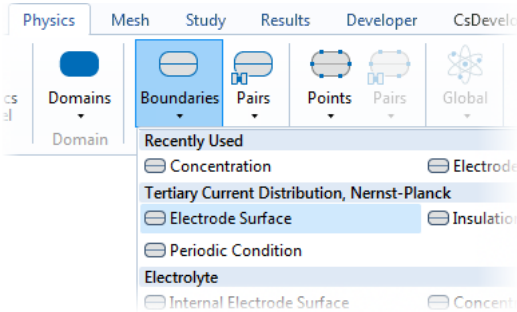 Physics Mesh Study Results Developer CsDevelo
Domains Boundaries Pairs Points Pairs Global
Domain
Recently Used
Concentration Electrode
Tertiary Current Distribution, Nernst-Planck
Electrode Surface Insulation
Periodic Condition
Electrolyte
Internal Electrode Surface Concent